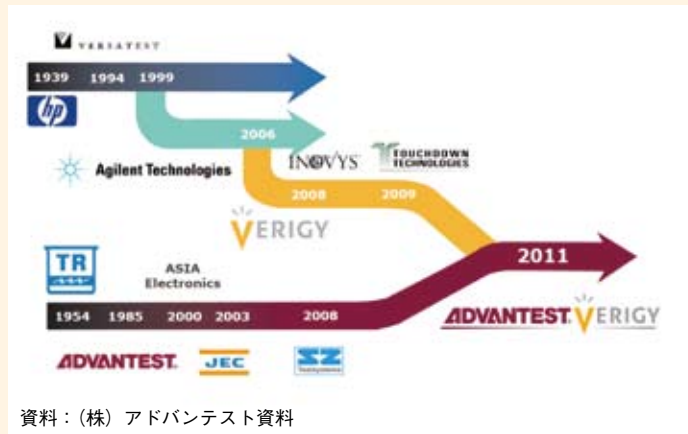 VERSATEST
1939 1994 1999
hp
2006
Agilent Technologies
INOVYS
TOUCHDOWN
TECHNOLOGIES
2008 2009
VERIGY
TR
ASIA
Electronics
2011
1954 1985 2000 2003 2008
ADVANTEST VERIGY
ADVANTEST.
JEC
SZ
資料：（株）アドバンテスト資料